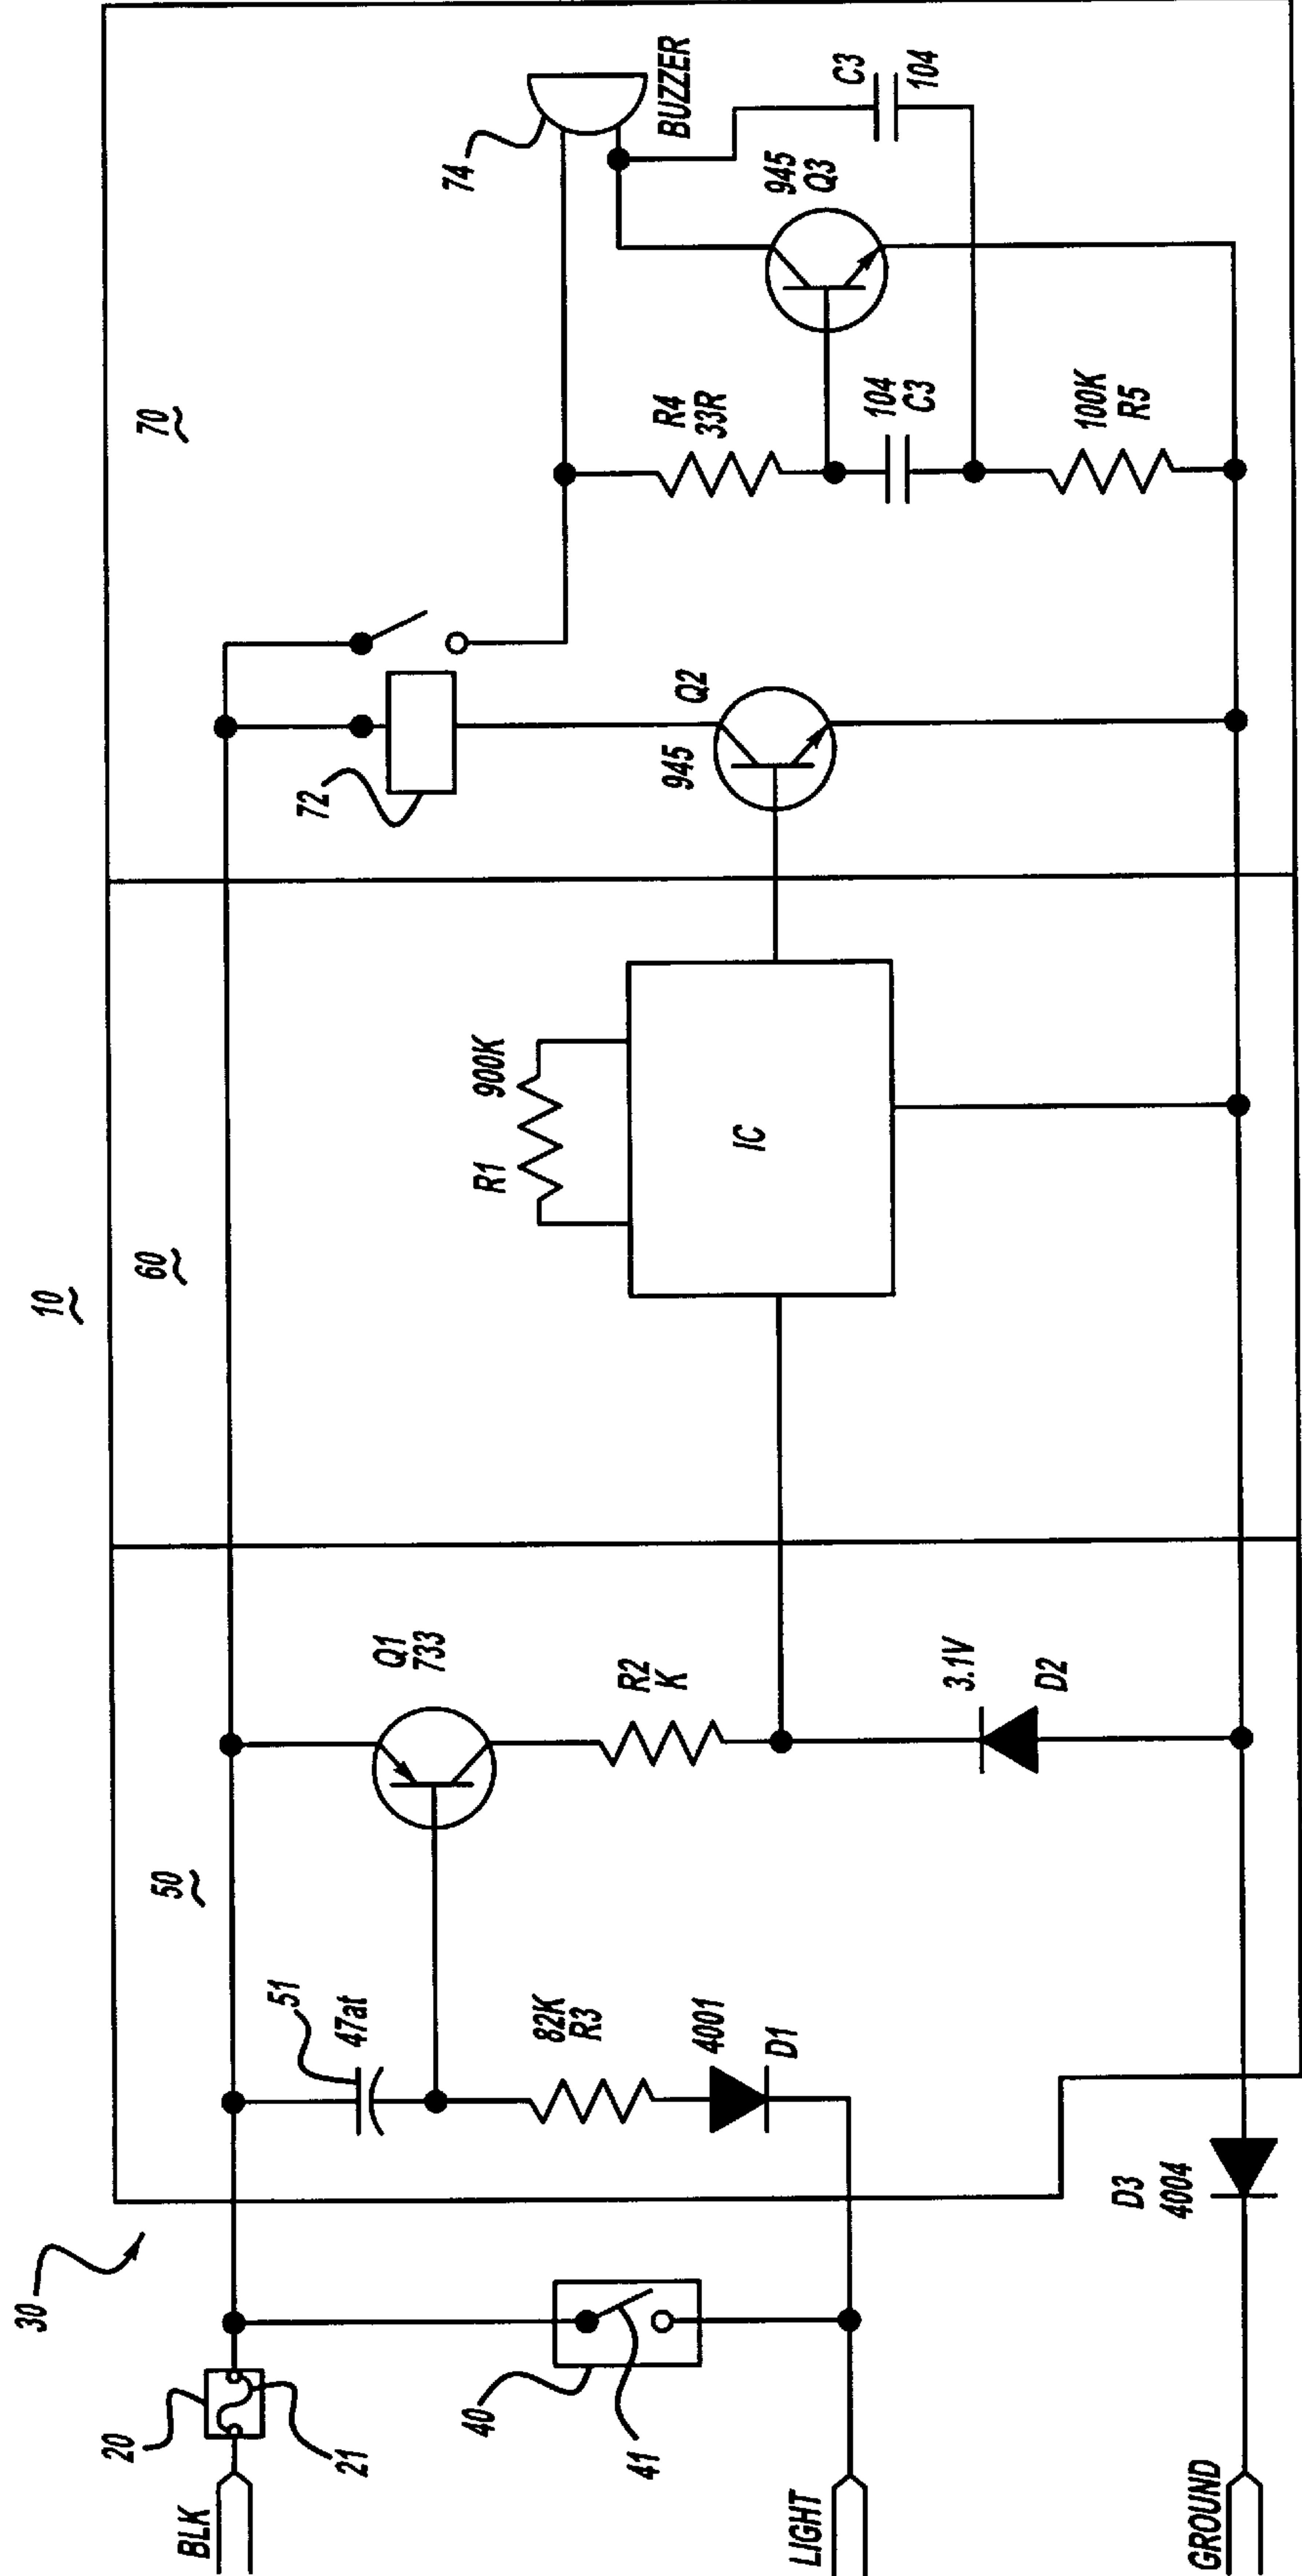 10
30
20
BLK
21
40
41
LIGHT
GROUND
D3
4004
50
51
47at
82K
R3
4001
D1
Q1
733
R2
K
3.1V
D2
60
R1 900K
IC
70
72
945
Q2
R4
33R
104
C3
100K
R5
945
Q3
74
BUZZER
C3
104